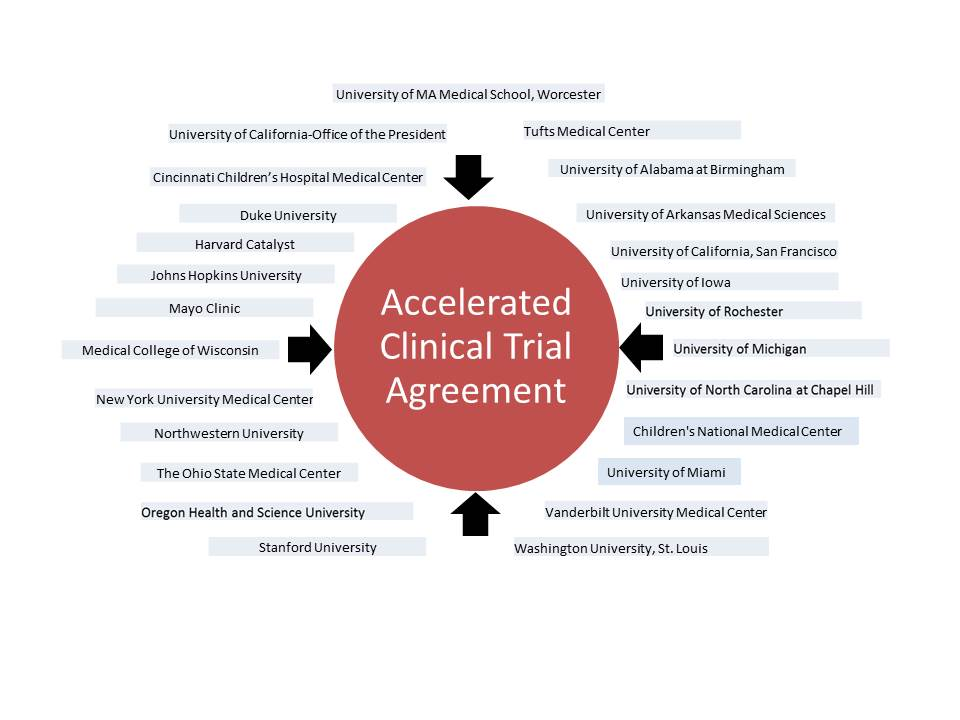 University of MA Medical School, Worcester
University of California-Office of the President
Tufts Medical Center
Cincinnati Children's Hospital Medical Center
University of Alabama at Birmingham
Duke University
University of Arkansas Medical Sciences
Harvard Catalyst
University of California, San Francisco
Johns Hopkins University
University of Iowa
Mayo Clinic
University of Rochester
Medical College of Wisconsin
University of Michigan
Accelerated
Clinical Trial
Agreement
New York University Medical Center
University of North Carolina at Chapel Hill
Northwestern University
Children's National Medical Center
The Ohio State Medical Center
University of Miami
Oregon Health and Science University
Vanderbilt University Medical Center
Stanford University
Washington University, St. Louis